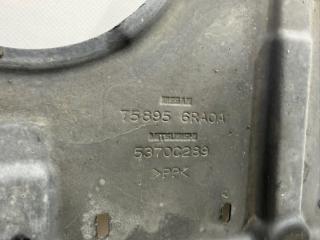 NISSAN
75895 6RA0A
MITSUBISHI
5370C289
>PP<